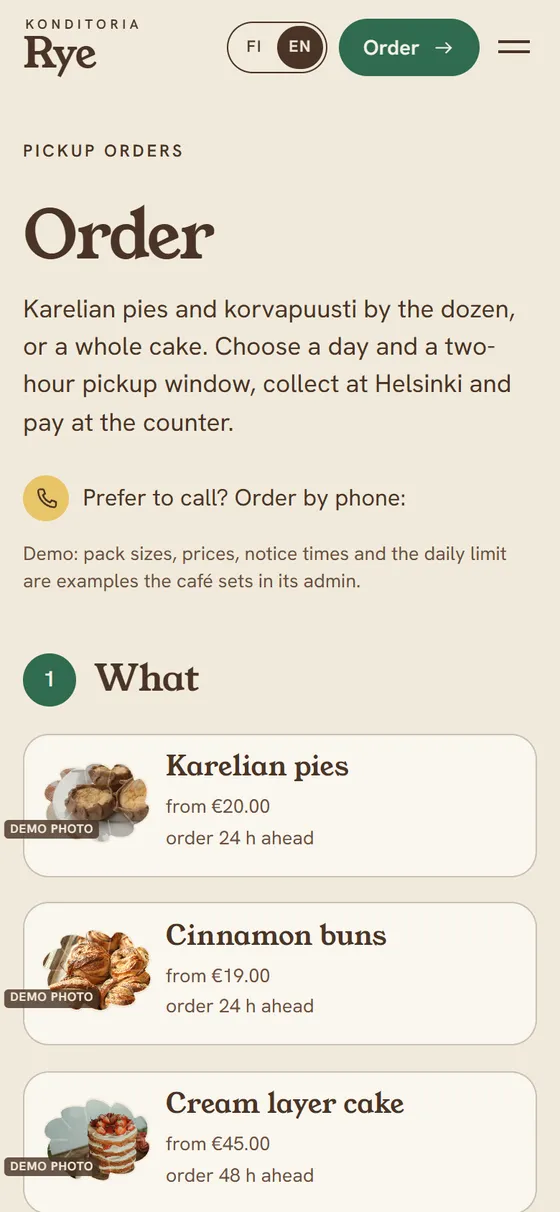 KONDITORIA
Rye
FI
EN
Order →
PICKUP ORDERS
Order
Karelian pies and korvapuusti by the dozen,
or a whole cake. Choose a day and a two-
hour pickup window, collect at Helsinki and
pay at the counter.
Prefer to call? Order by phone:
Demo: pack sizes, prices, notice times and the daily limit
are examples the café sets in its admin.
1
What
Karelian pies
from €20.00
order 24 h ahead
DEMO PHOTO
Cinnamon buns
from €19.00
order 24 h ahead
DEMO PHOTO
Cream layer cake
from €45.00
order 48 h ahead
DEMO PHOTO